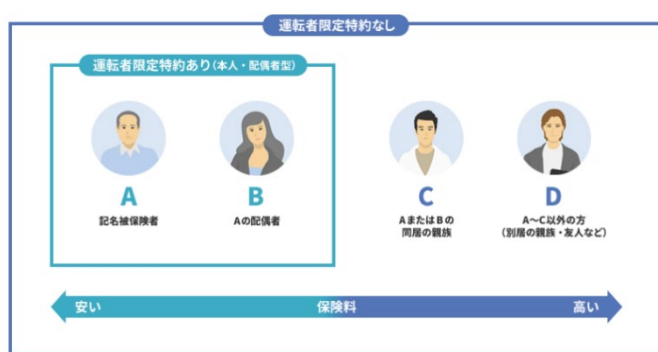 運転者限定特約なし
運転者限定特約あり(本人・配偶者型)
A
記名被保険者
B
Aの配偶者
C
AまたはBの
同居の親族
D
A～C以外の方
(別居の親族・友人など)
安い
保険料
高い